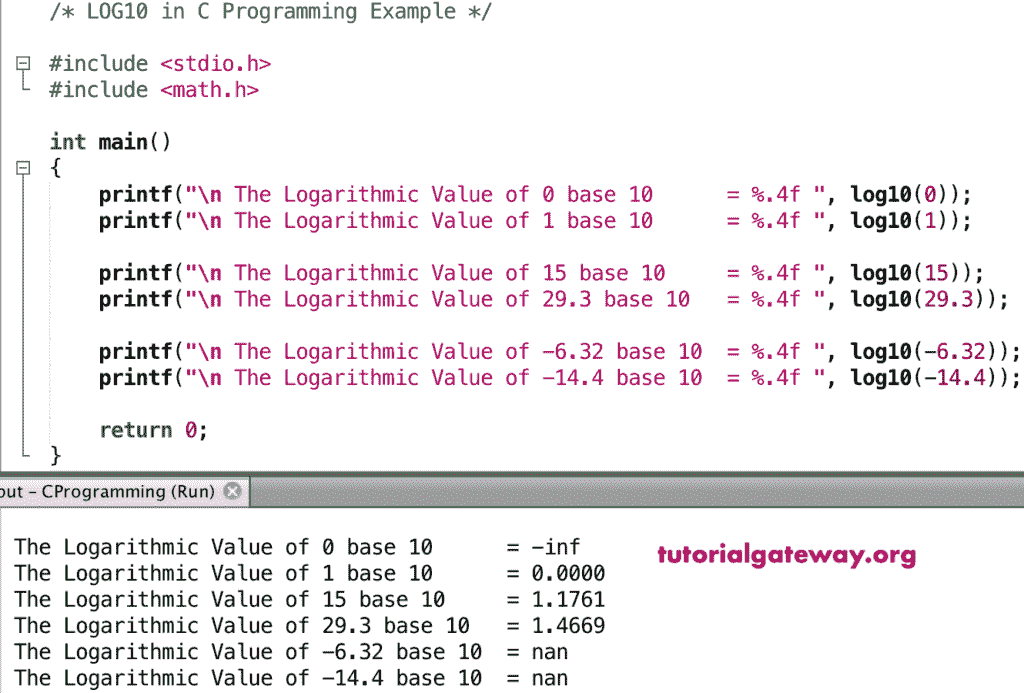 /* LOG10 in C Programming Example */
#include <stdio.h>
#include <math.h>
int main()
{
printf("\n The Logarithmic Value of 0 base 10      = %.4f ", log10(0));
printf("\n The Logarithmic Value of 1 base 10      = %.4f ", log10(1));
printf("\n The Logarithmic Value of 15 base 10     = %.4f ", log10(15));
printf("\n The Logarithmic Value of 29.3 base 10   = %.4f ", log10(29.3));
printf("\n The Logarithmic Value of -6.32 base 10  = %.4f ", log10(-6.32));
printf("\n The Logarithmic Value of -14.4 base 10  = %.4f ", log10(-14.4));
return 0;
}
out - CProgramming (Run)
The Logarithmic Value of 0 base 10      = -inf
tutorialgateway.org
The Logarithmic Value of 1 base 10      = 0.0000
The Logarithmic Value of 15 base 10     = 1.1761
The Logarithmic Value of 29.3 base 10   = 1.4669
The Logarithmic Value of -6.32 base 10  = nan
The Logarithmic Value of -14.4 base 10  = nan